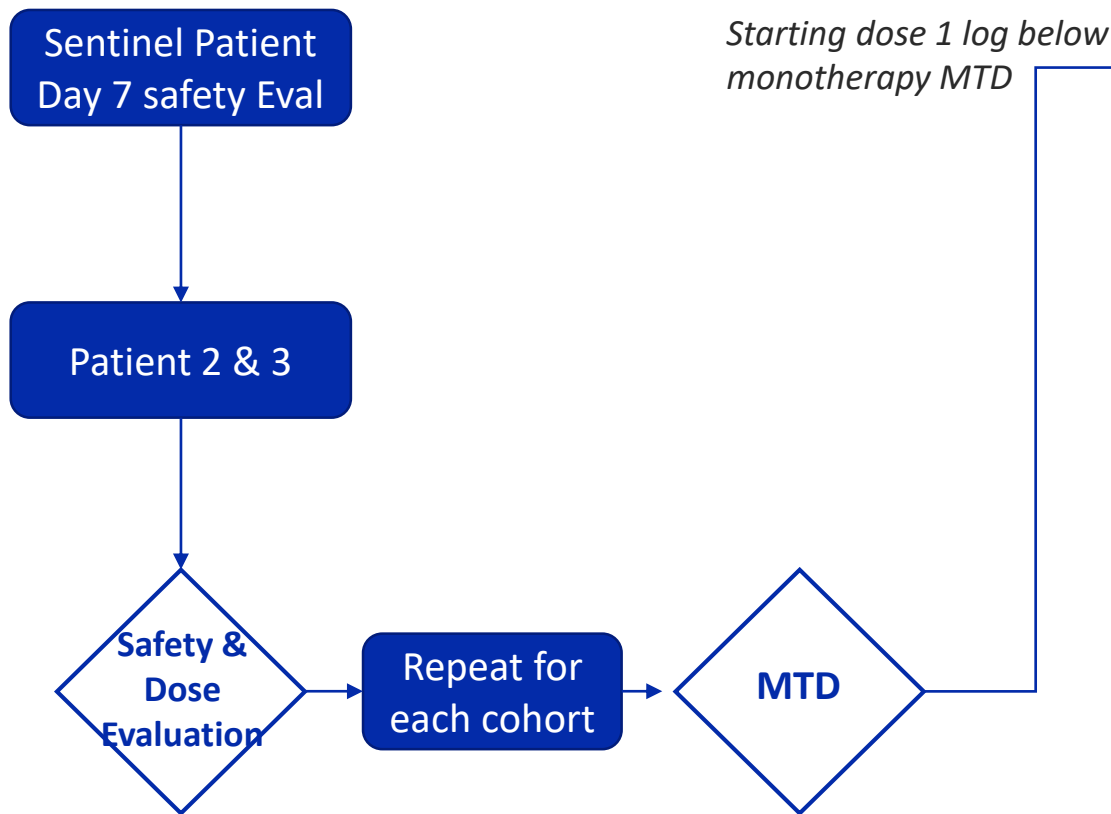 Sentinel Patient
Day 7 safety Eval
Starting dose 1 log below
monotherapy MTD
Patient 2 & 3
Safety &
Dose
Evaluation
Repeat for
each cohort
MTD